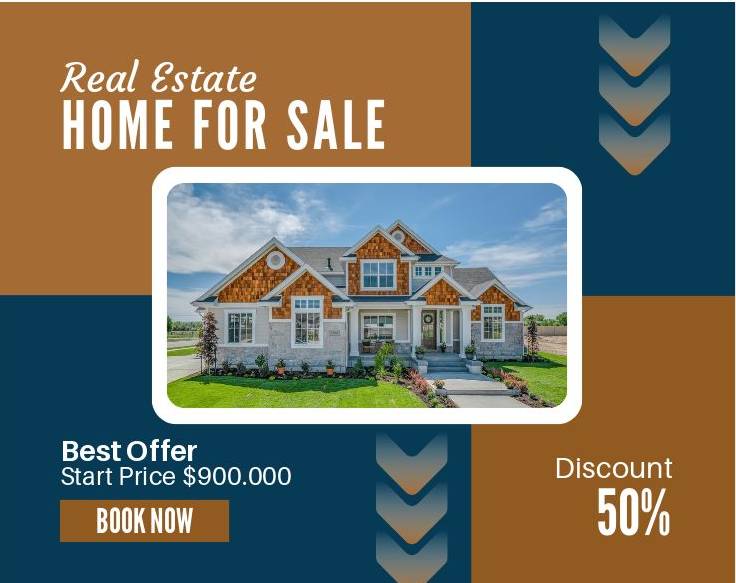 Real Estate
HOME FOR SALE
Best Offer
Start Price $900.000
BOOK NOW
Discount
50%